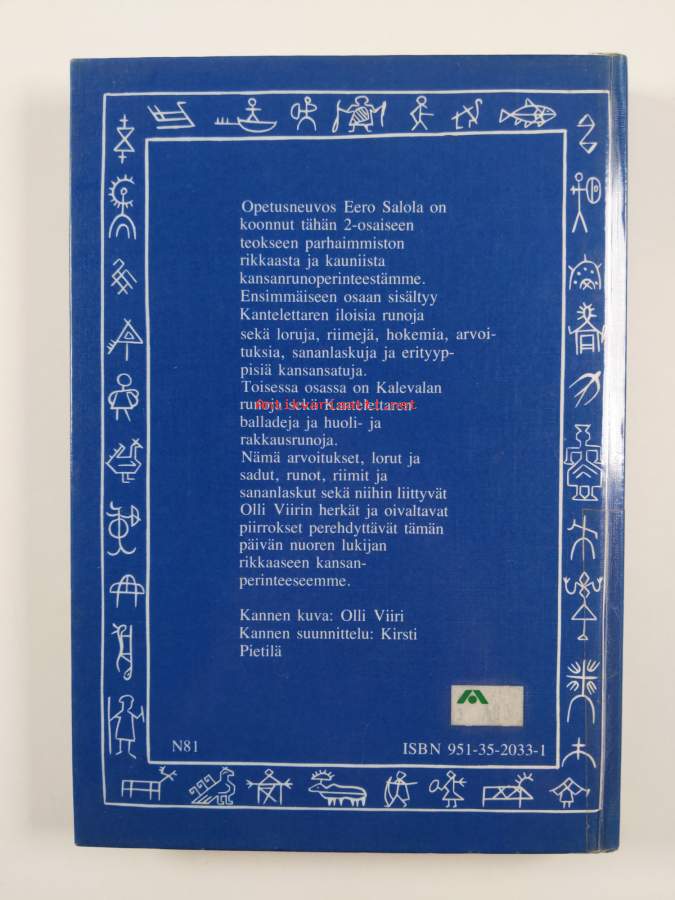 Opetusneuvos Eero Salola on
koonnut tähän 2-osaiseen
teokseen parhaimmiston
rikkaasta ja kauniista
kansanrunoperinteestämme.
Ensimmäiseen osaan sisältyy
Kantelettaren iloisia runoja
sekä loruja, riimejä, hokemia, arvoi-
tuksia, sananlaskuja ja erityyp-
pisiä kansansatuja.
Toisessa osassa on Kalevalan
runoja sekä Kantelettaren
balladeja ja huoli- ja
rakkausrunoja.
Nämä arvoitukset, lorut ja
sadut, runot, riimit ja
sananlaskut sekä niihin liittyvät
Olli Viirin herkät ja oivaltavat
piirrokset perehdyttävät tämän
päivän nuoren lukijan
rikkaaseen kansan-
perinteeseemme.
Kannen kuva: Olli Viiri
Kannen suunnittelu: Kirsti
Pietilä
N81
ISBN 951-35-2033-1